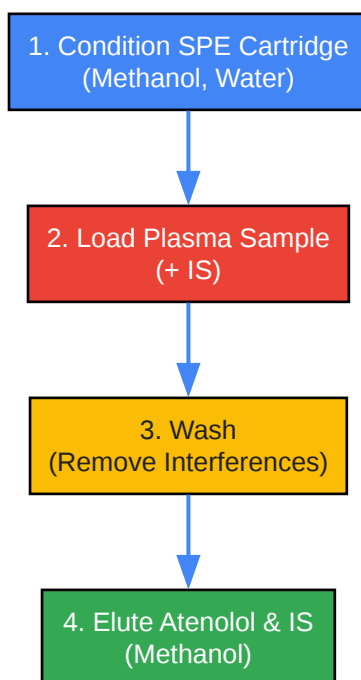 1. Condition SPE Cartridge
(Methanol, Water)
2. Load Plasma Sample
(+ IS)
3. Wash
(Remove Interferences)
4. Elute Atenolol & IS
(Methanol)